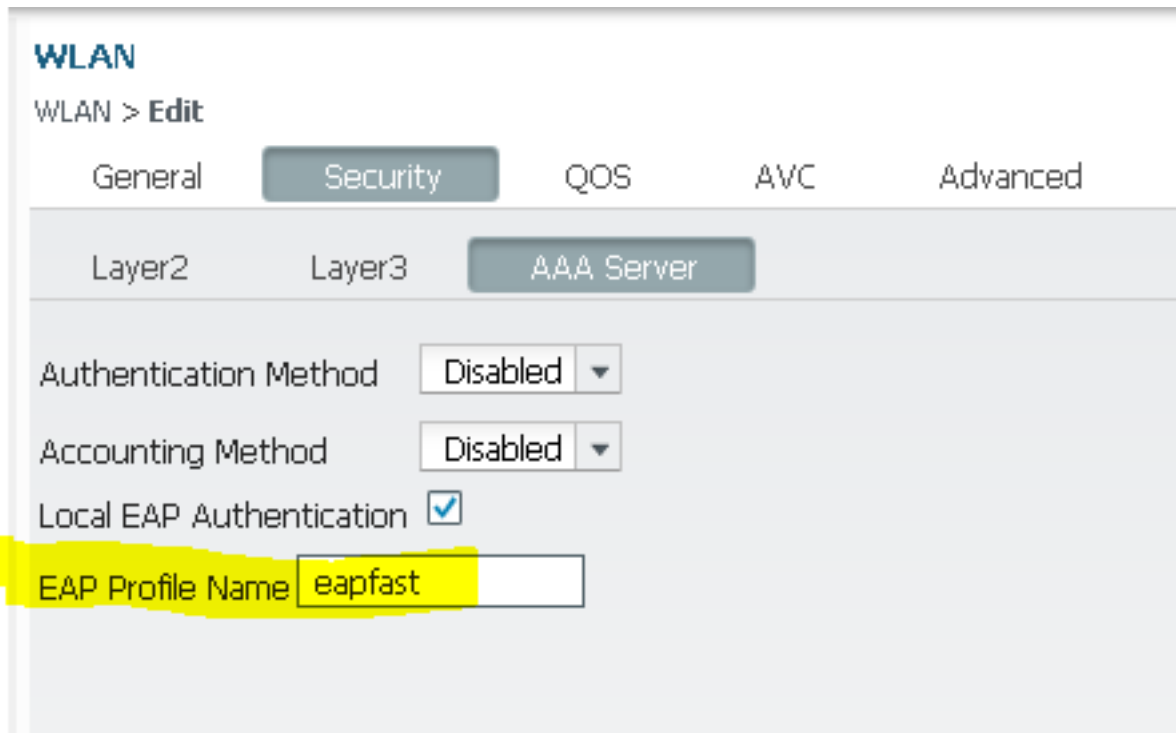 WLAN
WLAN > Edit
General Security QOS AVC Advanced
Layer2 Layer3 AAA Server
Authentication Method Disabled
Accounting Method Disabled
Local EAP Authentication
EAP Profile Name eapfast